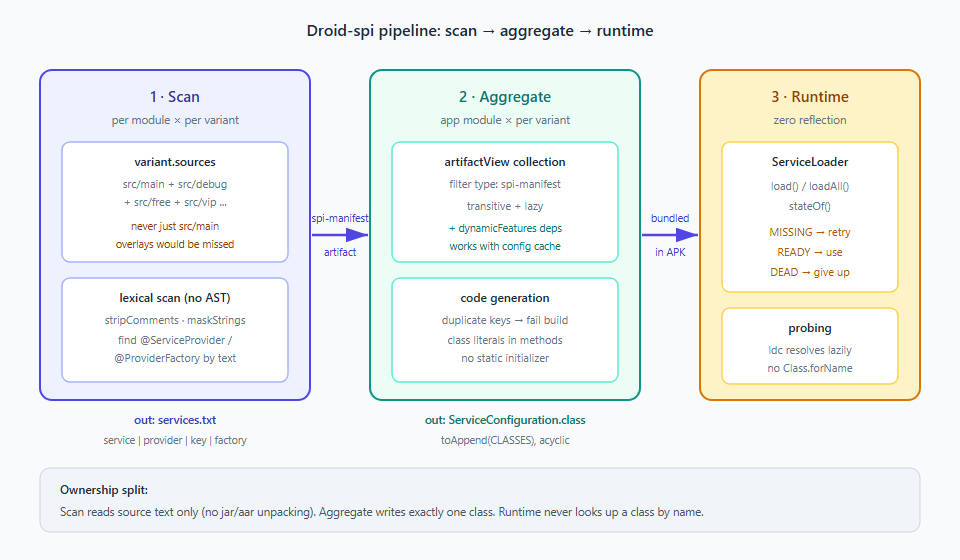 Droid-spi pipeline: scan → aggregate → runtime
1 · Scan
per module × per variant
variant.sources
src/main + src/debug
+ src/free + src/vip ...
never just src/main
overlays would be missed
lexical scan (no AST)
stripComments · maskStrings
find @ServiceProvider /
@ProviderFactory by text
out: services.txt
service | provider | key | factory
spi-manifest
artifact
2 · Aggregate
app module × per variant
artifactView collection
filter type: spi-manifest
transitive + lazy
+ dynamicFeatures deps
works with config cache
code generation
duplicate keys → fail build
class literals in methods
no static initializer
out: ServiceConfiguration.class
toAppend(CLASSES), acyclic
bundled
in APK
3 · Runtime
zero reflection
ServiceLoader
load() / loadAll()
stateOf()
MISSING → retry
READY → use
DEAD → give up
probing
ldc resolves lazily
no Class.forName
Ownership split:
Scan reads source text only (no jar/aar unpacking). Aggregate writes exactly one class. Runtime never looks up a class by name.